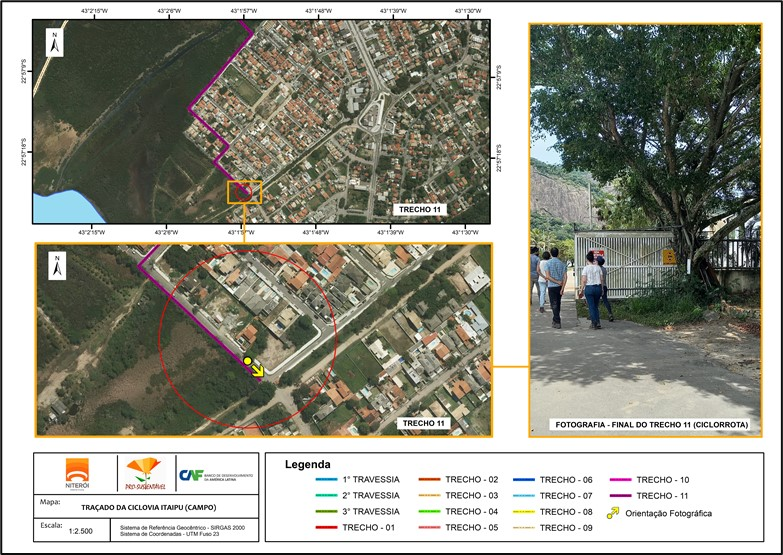 43°2'15"W 43°2'6"W 43°1'57"W 43°1'48"W 43°1'39"W 43°1'30"W
N
22°57'9"S
22°57'9"S
22°57'18"S
22°57'18"S
TRECHO 11
43°2'15"W 43°2'6"W 43°1'57"W 43°1'48"W 43°1'39"W 43°1'30"W
N
TRECHO 11
FOTOGRAFIA - FINAL DO TRECHO 11 (CICLORROTA)
NITERÓI
PRO-SUSTENTÁVEL
CAF BANCO DE DESENVOLVIMENTO
DA AMÉRICA LATINA
Mapa:
TRAÇADO DA CICLOVIA ITAIPU (CAMPO)
Escala:
1:2.500
Sistema de Referência Geocêntrico - SIRGAS 2000
Sistema de Coordenadas - UTM Fuso 23
Legenda
1° TRAVESSIA
2° TRAVESSIA
3° TRAVESSIA
TRECHO - 01
TRECHO - 02
TRECHO - 03
TRECHO - 04
TRECHO - 05
TRECHO - 06
TRECHO - 07
TRECHO - 08
TRECHO - 09
TRECHO - 10
TRECHO - 11
Orientação Fotográfica